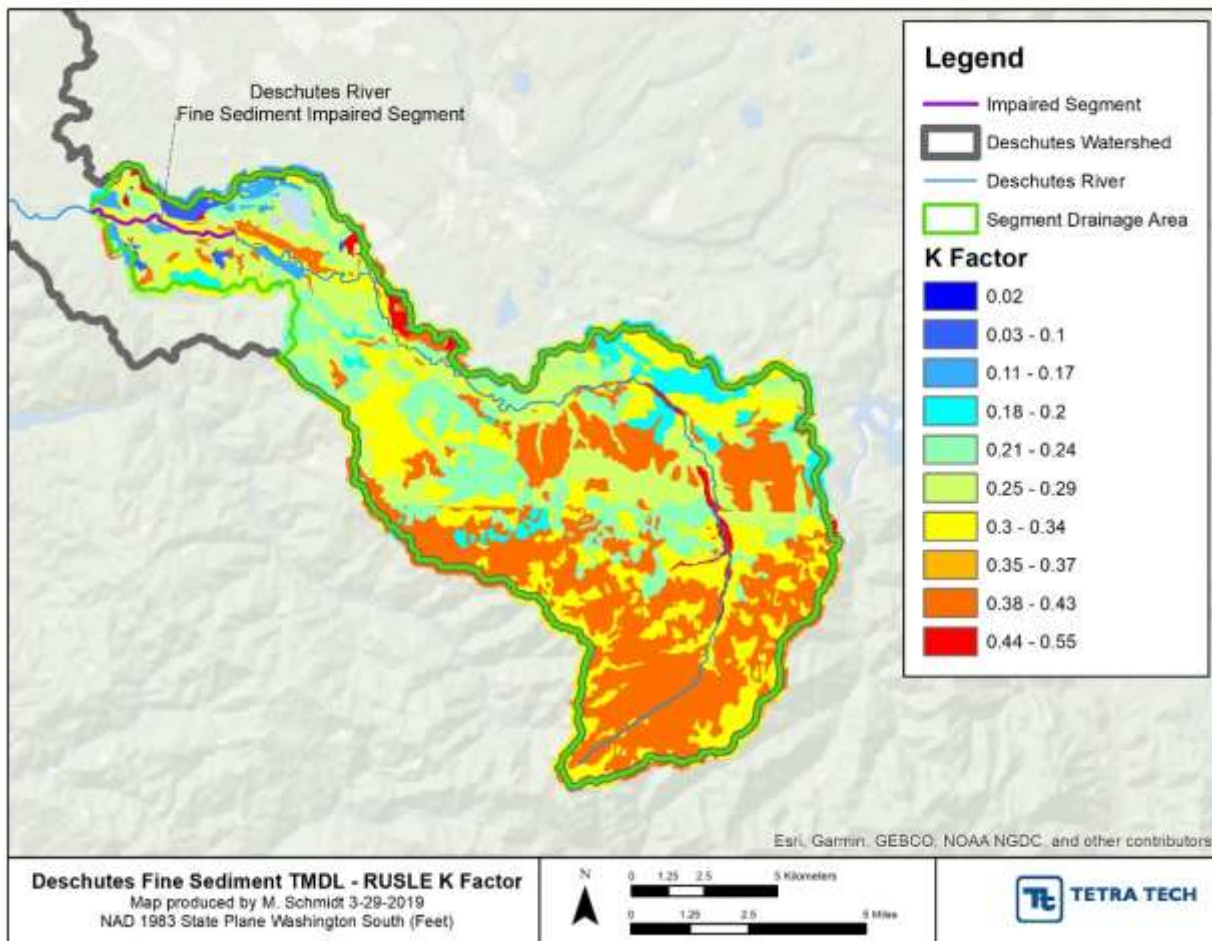 Deschutes River
Fine Sediment Impaired Segment
Legend
Impaired Segment
Deschutes Watershed
Deschutes River
Segment Drainage Area
K Factor
0.02
0.03 - 0.1
0.11 - 0.17
0.18 - 0.2
0.21 - 0.24
0.25 - 0.29
0.3 - 0.34
0.35 - 0.37
0.38 - 0.43
0.44 - 0.55
Esri, Garmin, GEBCO, NOAA NGDC, and other contributors
Deschutes Fine Sediment TMDL - RUSLE K Factor
Map produced by M. Schmidt 3-29-2019
NAD 1983 State Plane Washington South (Feet)
N
0 1.25 2.5 5 Kilometers
0 1.25 2.5 5 Miles
Tt TETRA TECH